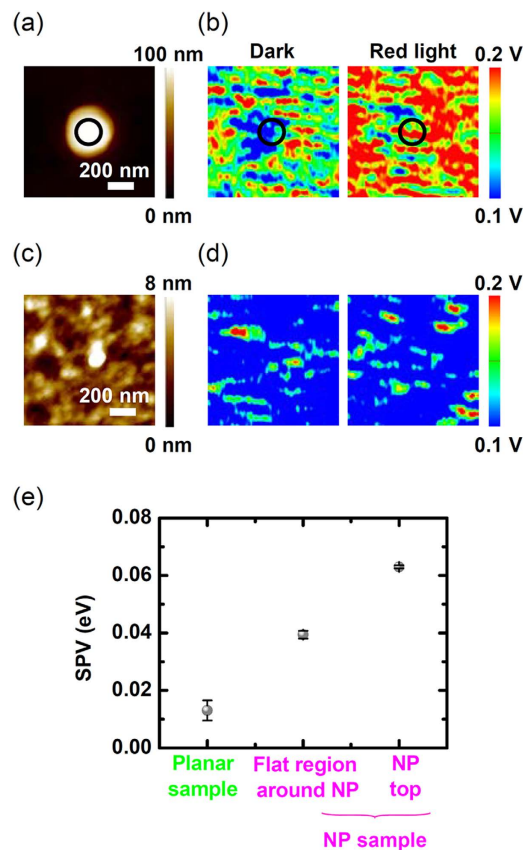 (a)
100 nm
200 nm
0 nm
(b)
Dark
Red light
0.2 V
0.1 V
(c)
8 nm
200 nm
0 nm
(d)
0.2 V
0.1 V
(e)
SPV (eV)
0.08
0.06
0.04
0.02
0.00
Planar
sample
Flat region
around NP
NP
top
NP sample